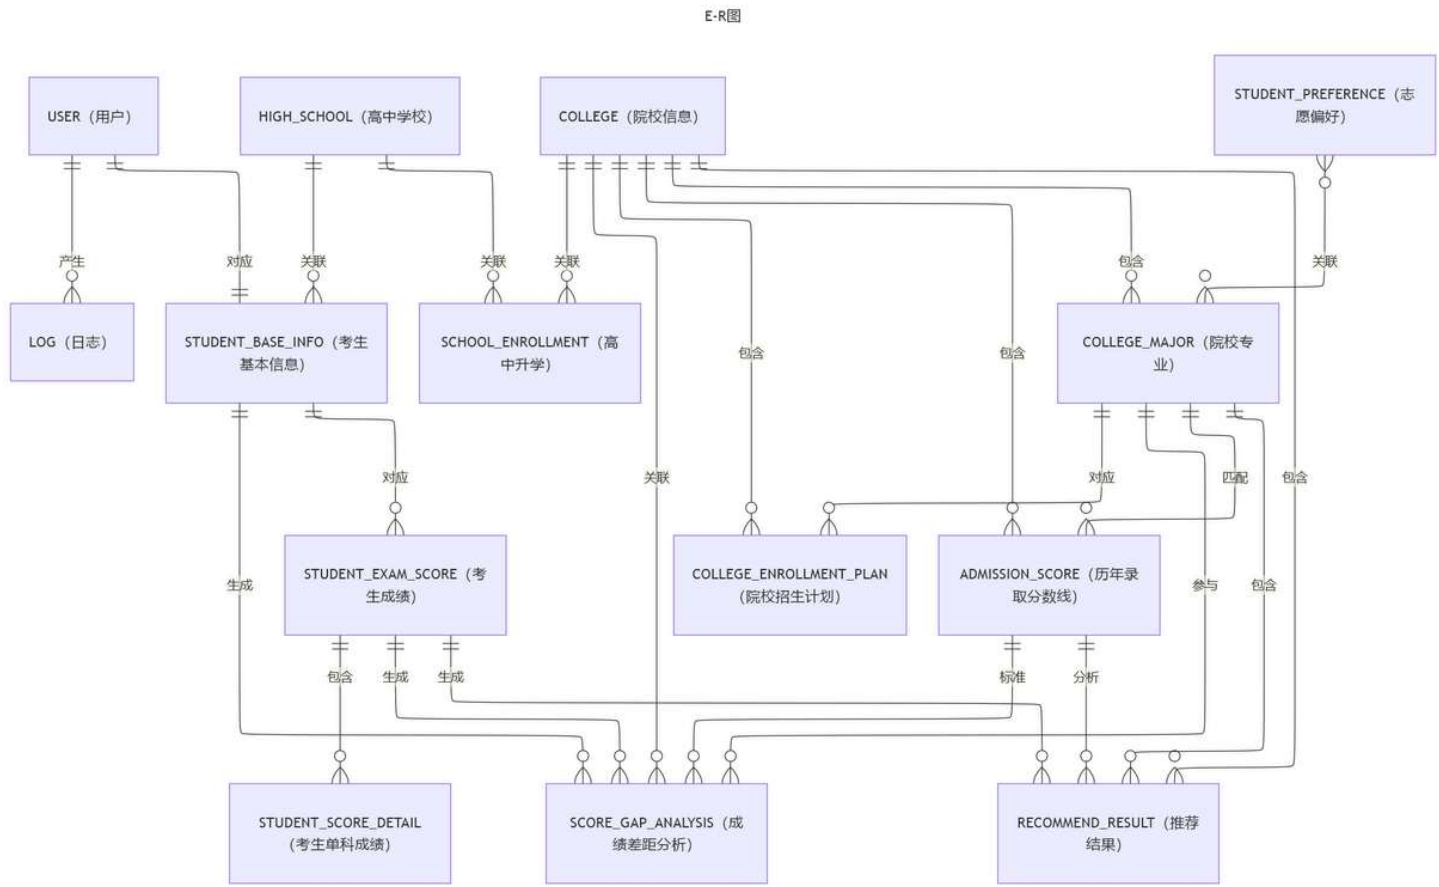 E-R图
USER（用户）
HIGH_SCHOOL（高中学校）
COLLEGE（院校信息）
STUDENT_PREFERENCE（志
愿偏好）
产生
对应
关联
关联
关联
包含
关联
LOG（日志）
STUDENT_BASE_INFO（考生
基本信息）
SCHOOL_ENROLLMENT（高
中升学）
包含
包含
COLLEGE_MAJOR（院校专
业）
对应
关联
对应
匹配
包含
生成
STUDENT_EXAM_SCORE（考
生成绩）
COLLEGE_ENROLLMENT_PLAN
（院校招生计划）
ADMISSION_SCORE（历年录
取分数线）
参与
包含
包含
生成
生成
标准
分析
STUDENT_SCORE_DETAIL
（考生单科成绩）
SCORE_GAP_ANALYSIS（成
绩差距分析）
RECOMMEND_RESULT（推荐
结果）